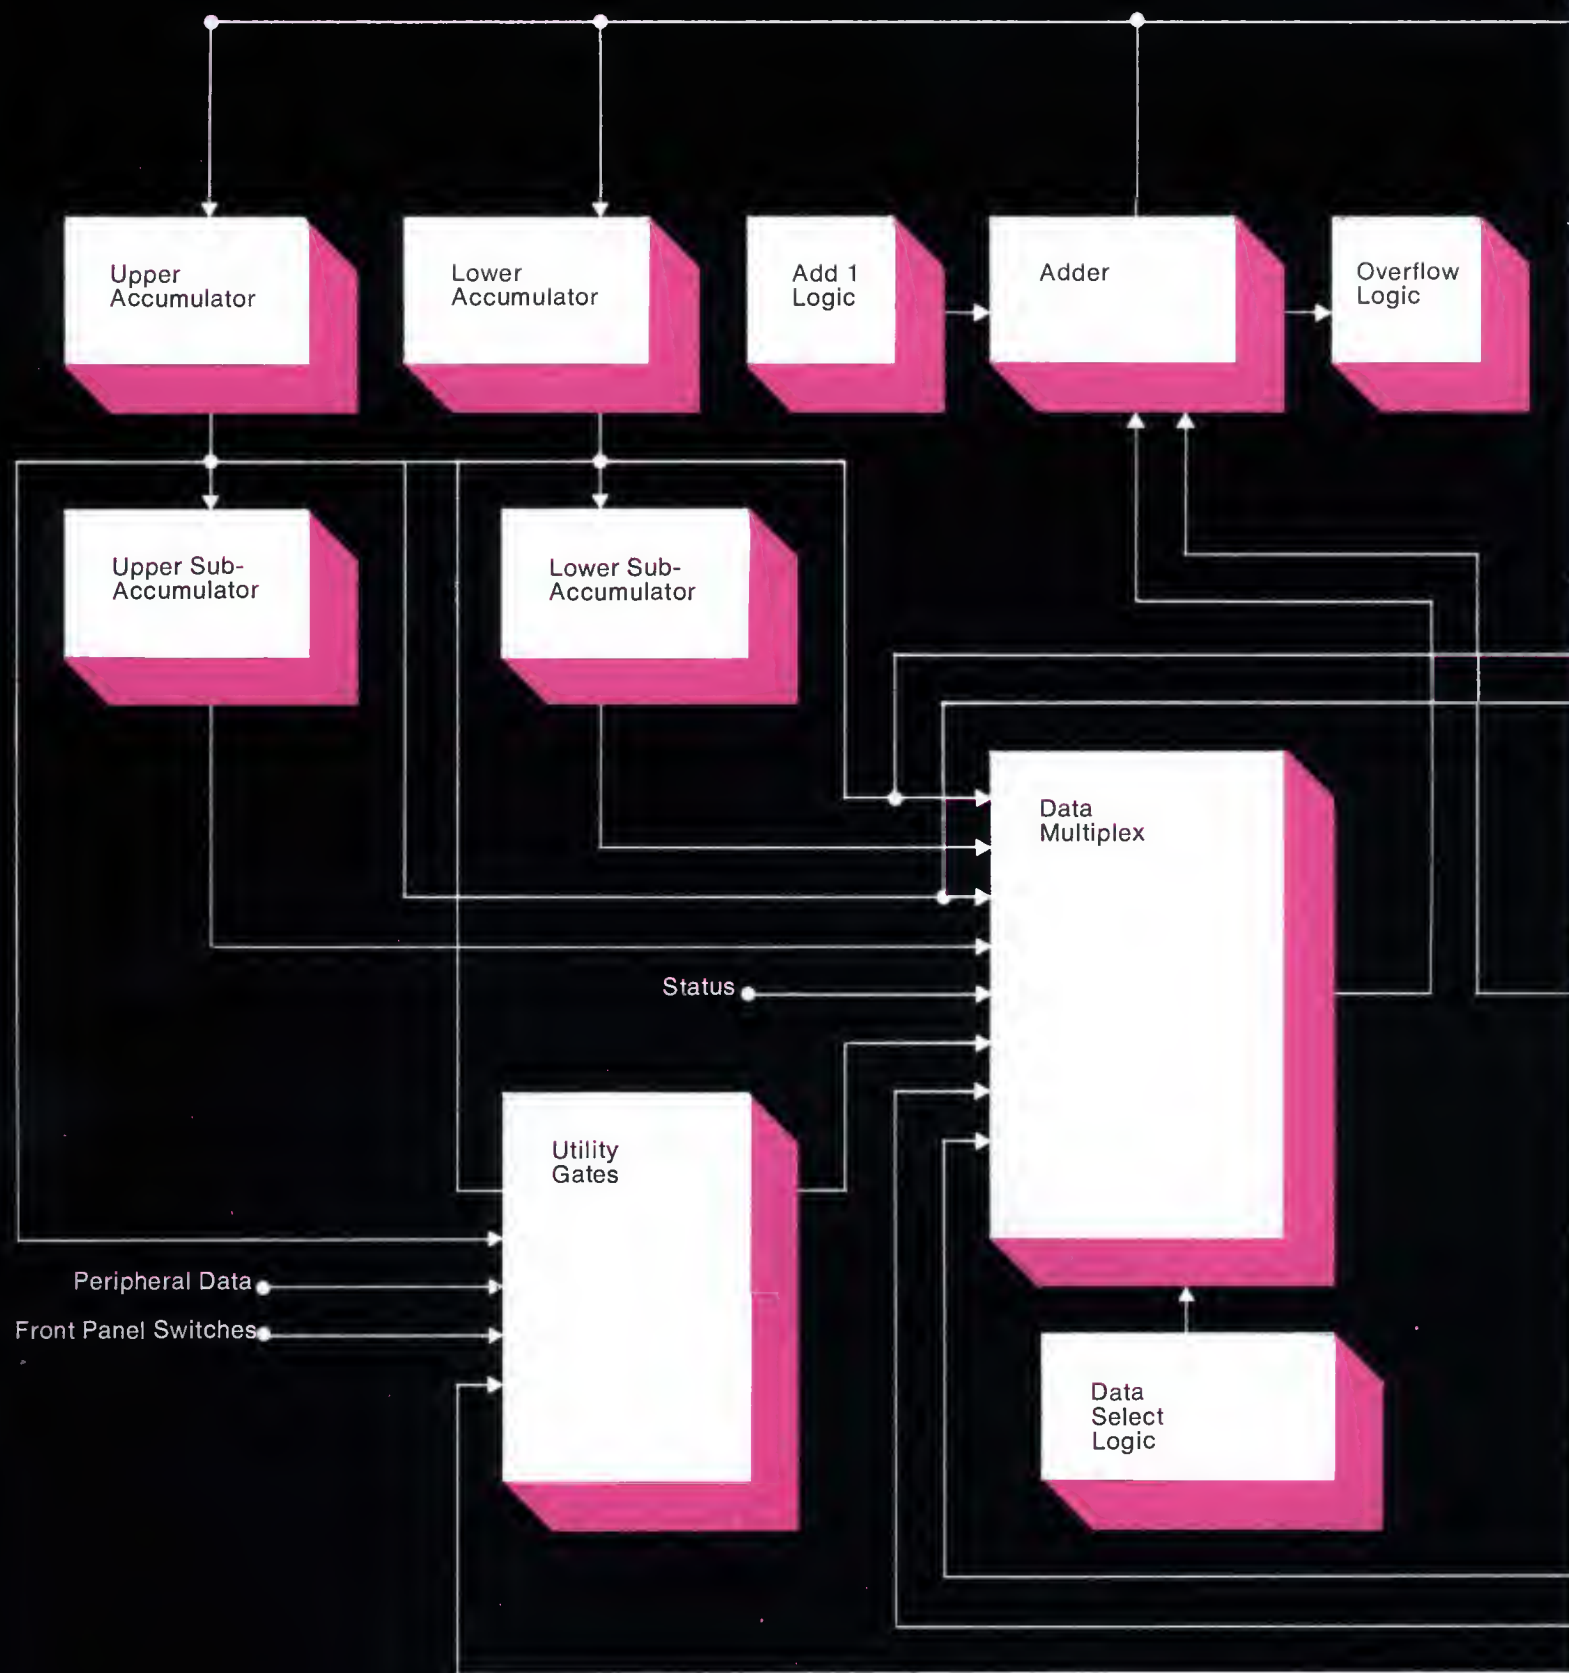 Upper
Accumulator
Lower
Accumulator
Add 1
Logic
Adder
Overflow
Logic
Upper Sub-
Accumulator
Lower Sub-
Accumulator
Data
Multiplex
Status
Utility
Gates
Peripheral Data
Front Panel Switches
Data
Select
Logic